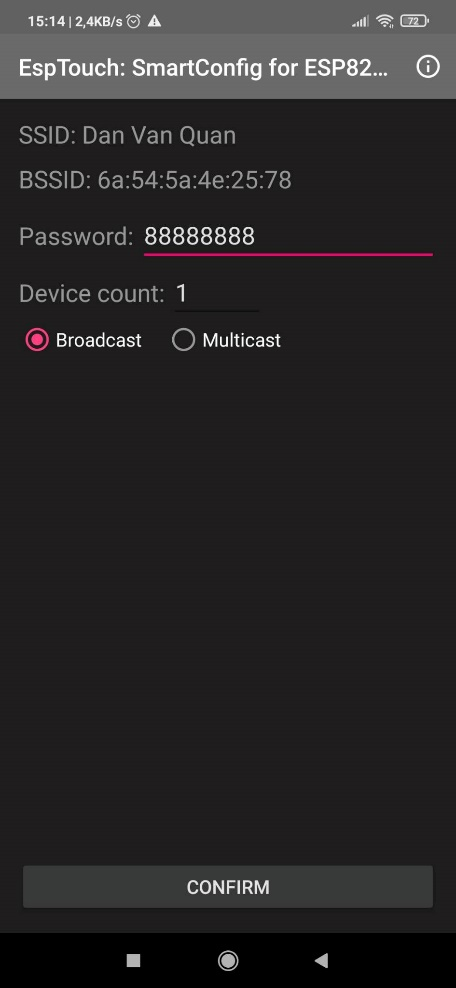 15:14 | 2,4KB/s
72
EspTouch: SmartConfig for ESP82...
SSID: Dan Van Quan
BSSID: 6a:54:5a:4e:25:78
Password: 88888888
Device count: 1
Broadcast Multicast
CONFIRM